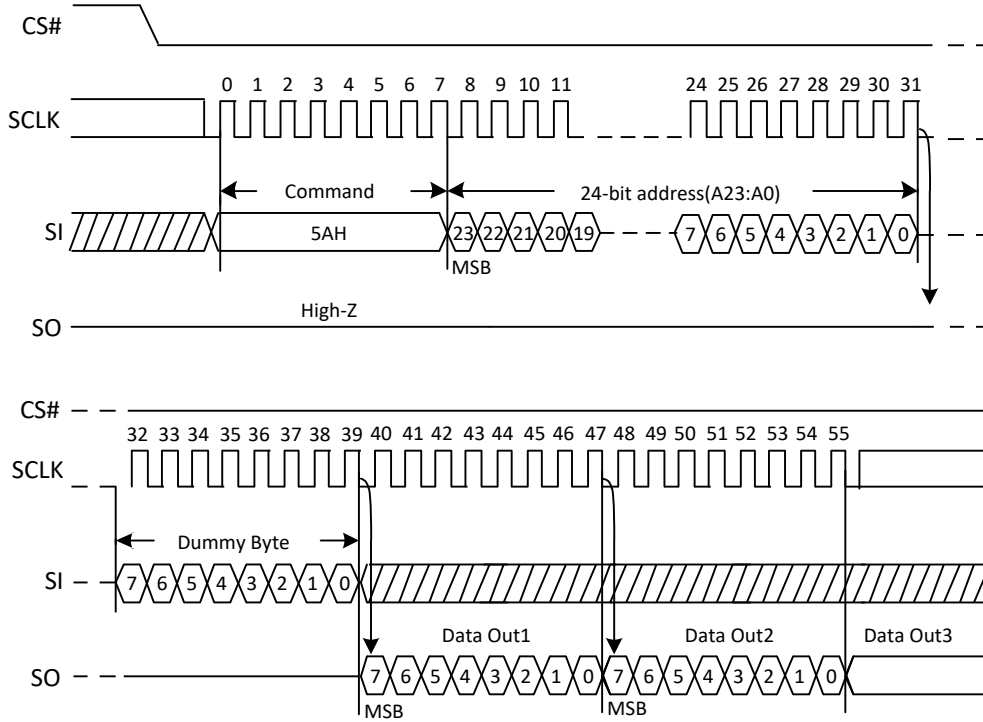 CS#
0 1 2 3 4 5 6 7 8 9 10 11 24 25 26 27 28 29 30 31
SCLK
Command 24-bit address(A23:A0)
SI 5AH 23 22 21 20 19 7 6 5 4 3 2 1 0
MSB
High-Z
SO
CS#
32 33 34 35 36 37 38 39 40 41 42 43 44 45 46 47 48 49 50 51 52 53 54 55
SCLK
Dummy Byte
SI 7 6 5 4 3 2 1 0
Data Out1 Data Out2 Data Out3
SO 7 6 5 4 3 2 1 0 7 6 5 4 3 2 1 0
MSB MSB